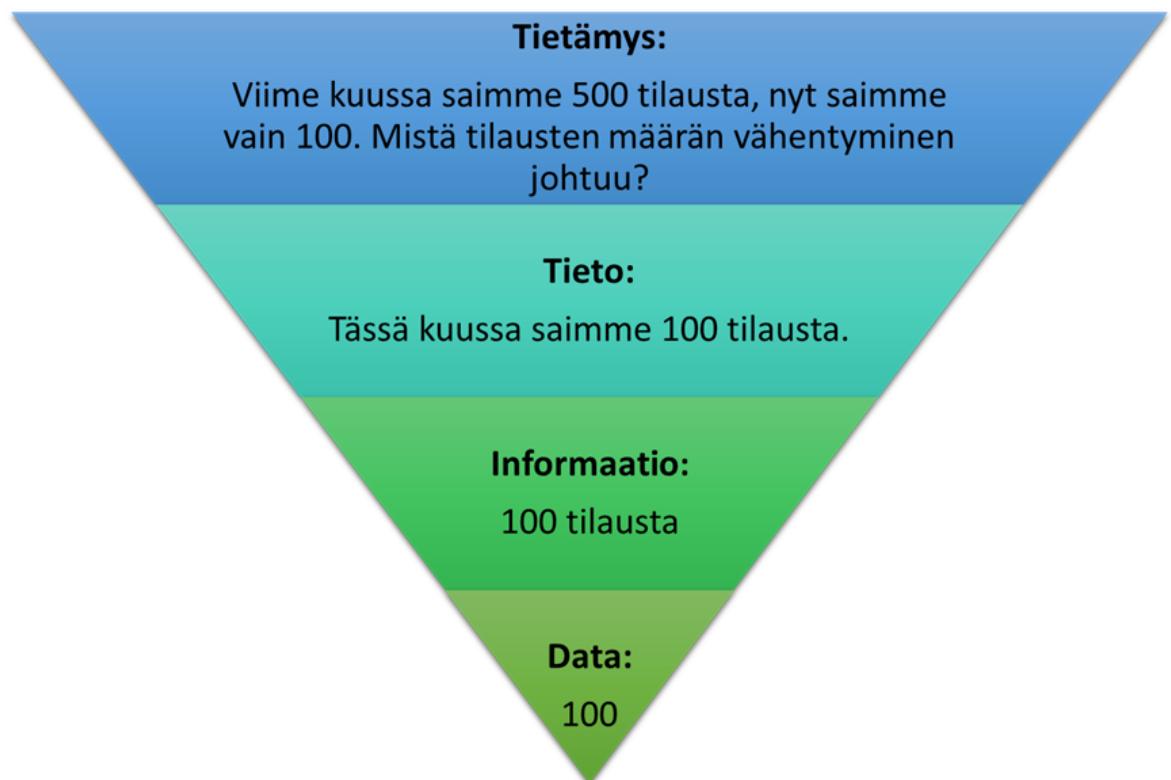 Tietämys:
Viime kuussa saimme 500 tilausta, nyt saimme
vain 100. Mistä tilausten määrän vähentyminen
johtuu?
Tieto:
Tässä kuussa saimme 100 tilausta.
Informaatio:
100 tilausta
Data:
100